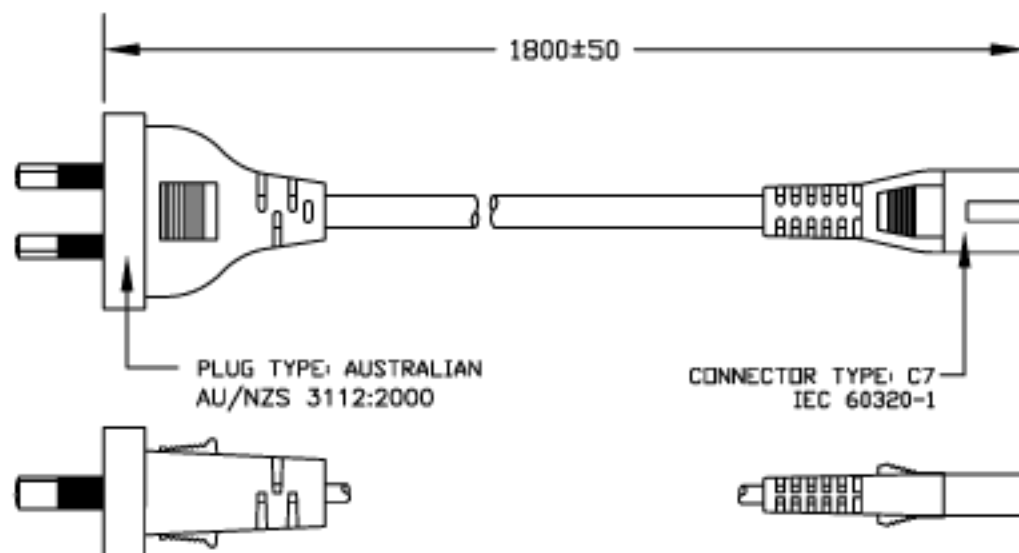 1800±50
PLUG TYPE: AUSTRALIAN
AU/NZS 3112:2000
CONNECTOR TYPE: C7
IEC 60320-1